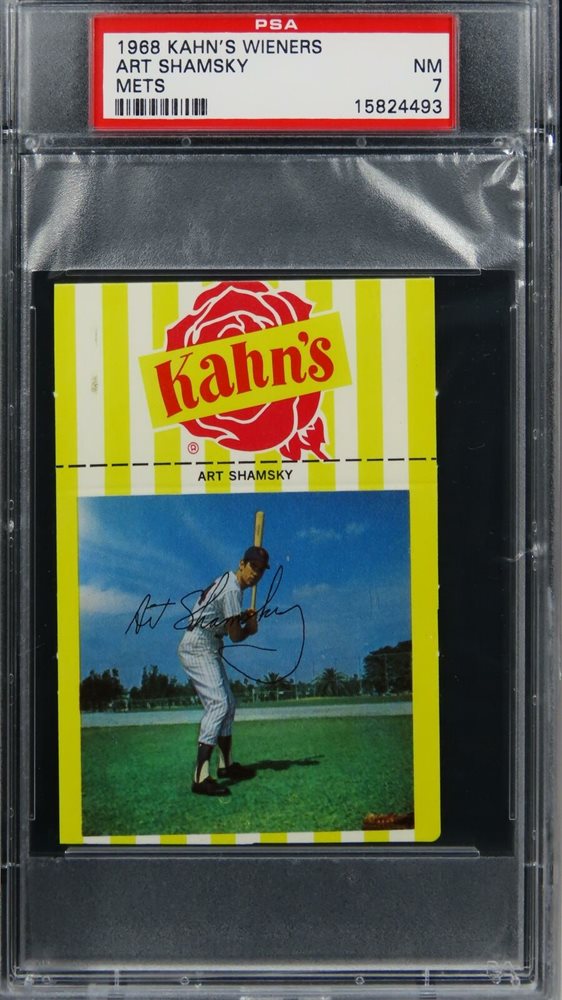 PSA
1968 KAHN'S WIENERS
ART SHAMSKY NM
METS 7
15824493
Kahn's
®
ART SHAMSKY
Art Shamsky